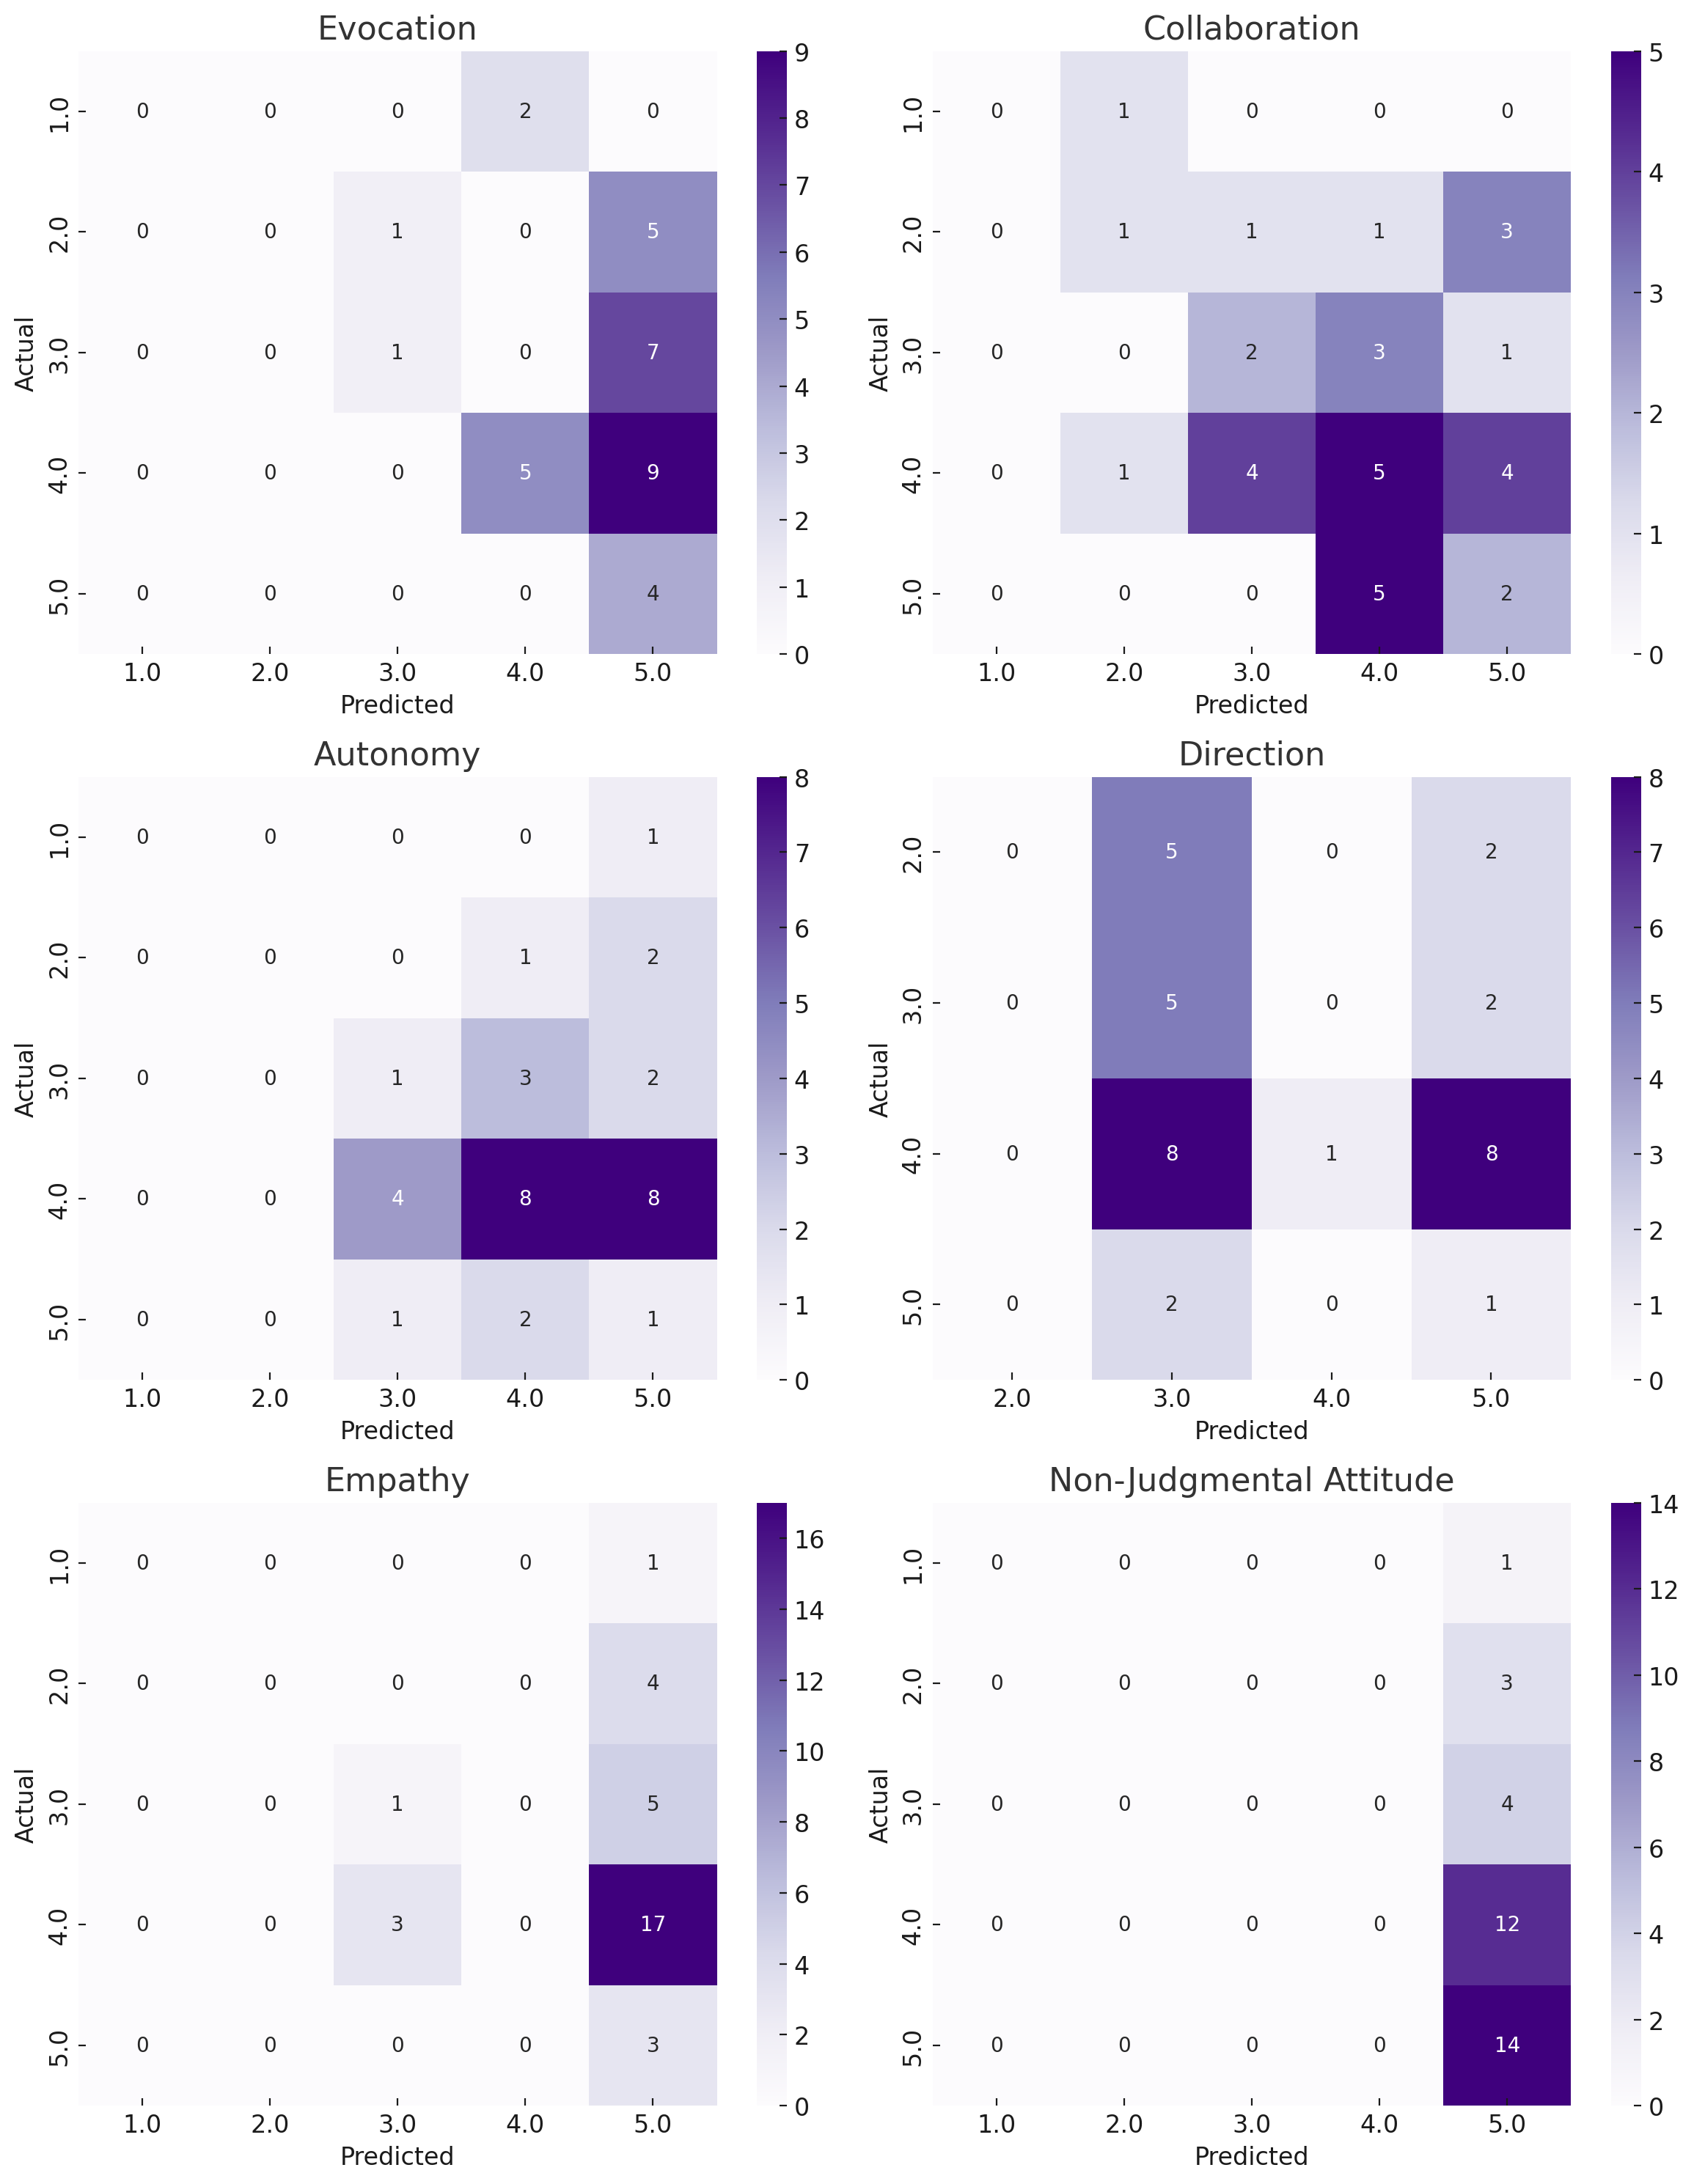 Evocation
1.0 0 0 0 2 0
2.0 0 0 1 0 5
3.0 0 0 1 0 7
4.0 0 0 0 5 9
5.0 0 0 0 0 4
1.0 2.0 3.0 4.0 5.0
Predicted
Actual
9
8
7
6
5
4
3
2
1
0
Collaboration
1.0 0 1 0 0 0
2.0 0 1 1 1 3
3.0 0 0 2 3 1
4.0 0 1 4 5 4
5.0 0 0 0 5 2
1.0 2.0 3.0 4.0 5.0
Predicted
Actual
5
4
3
2
1
0
Autonomy
1.0 0 0 0 0 1
2.0 0 0 0 1 2
3.0 0 0 1 3 2
4.0 0 0 4 8 8
5.0 0 0 1 2 1
1.0 2.0 3.0 4.0 5.0
Predicted
Actual
8
7
6
5
4
3
2
1
0
Direction
2.0 0 5 0 2
3.0 0 5 0 2
4.0 0 8 1 8
5.0 0 2 0 1
2.0 3.0 4.0 5.0
Predicted
Actual
8
7
6
5
4
3
2
1
0
Empathy
1.0 0 0 0 0 1
2.0 0 0 0 0 4
3.0 0 0 1 0 5
4.0 0 0 3 0 17
5.0 0 0 0 0 3
1.0 2.0 3.0 4.0 5.0
Predicted
Actual
16
14
12
10
8
6
4
2
0
Non-Judgmental Attitude
1.0 0 0 0 0 1
2.0 0 0 0 0 3
3.0 0 0 0 0 4
4.0 0 0 0 0 12
5.0 0 0 0 0 14
1.0 2.0 3.0 4.0 5.0
Predicted
Actual
14
12
10
8
6
4
2
0